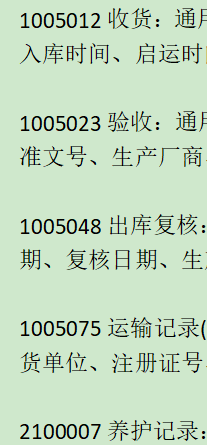 1005012 收货：通用
入库时间、启运时
1005023 验收：通用
准文号、生产厂商
1005048 出库复核：
期、复核日期、生
1005075 运输记录(
货单位、注册证号
2100007 养护记录：